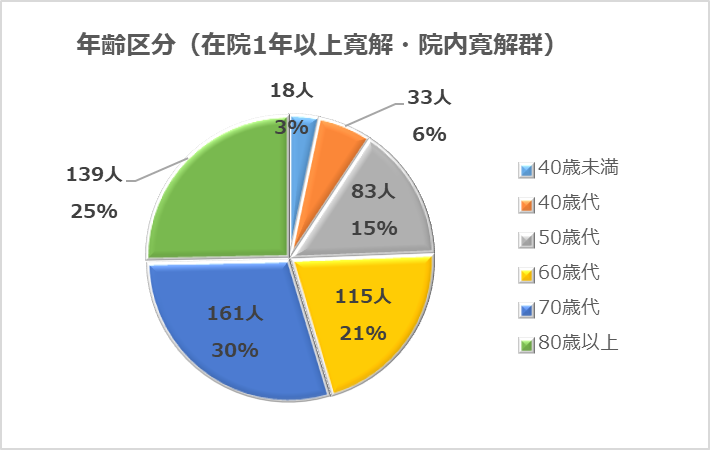 年齢区分（在院1年以上寛解・院内寛解群）
18人
3%
33人
6%
83人
15%
115人
21%
161人
30%
139人
25%
40歳未満
40歳代
50歳代
60歳代
70歳代
80歳以上